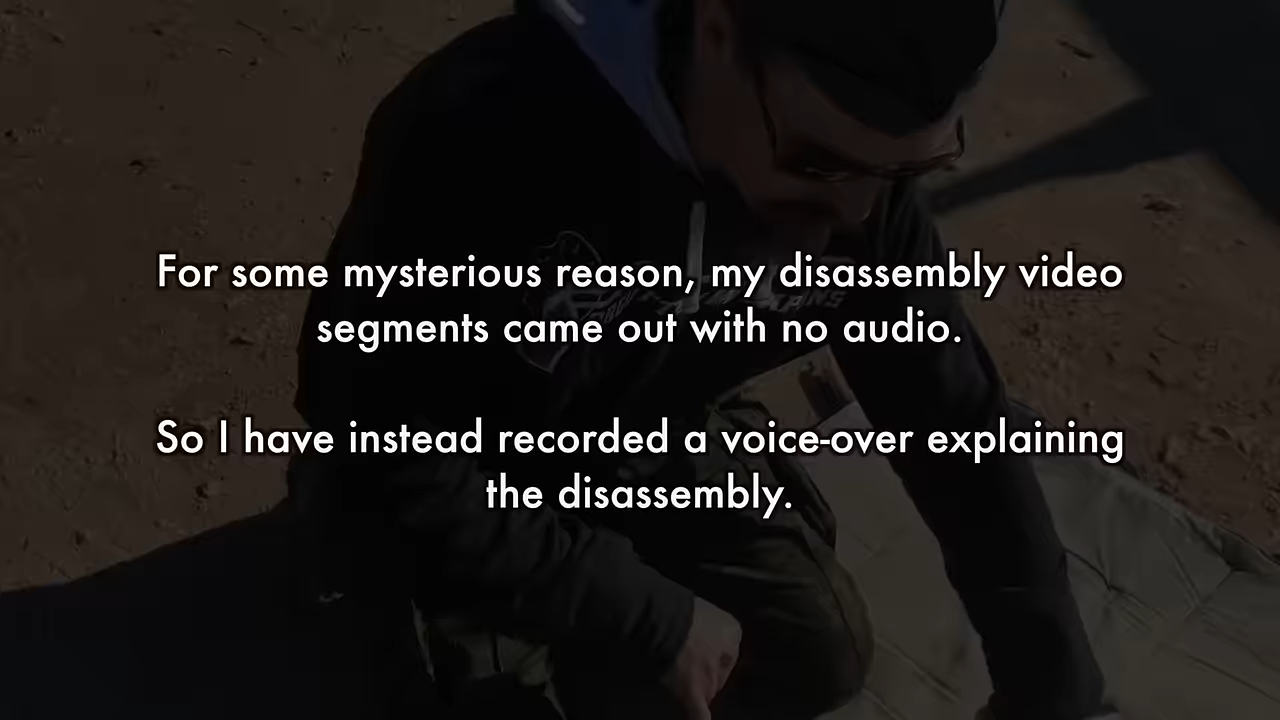 For some mysterious reason, my disassembly video
segments came out with no audio.
So I have instead recorded a voice-over explaining
the disassembly.